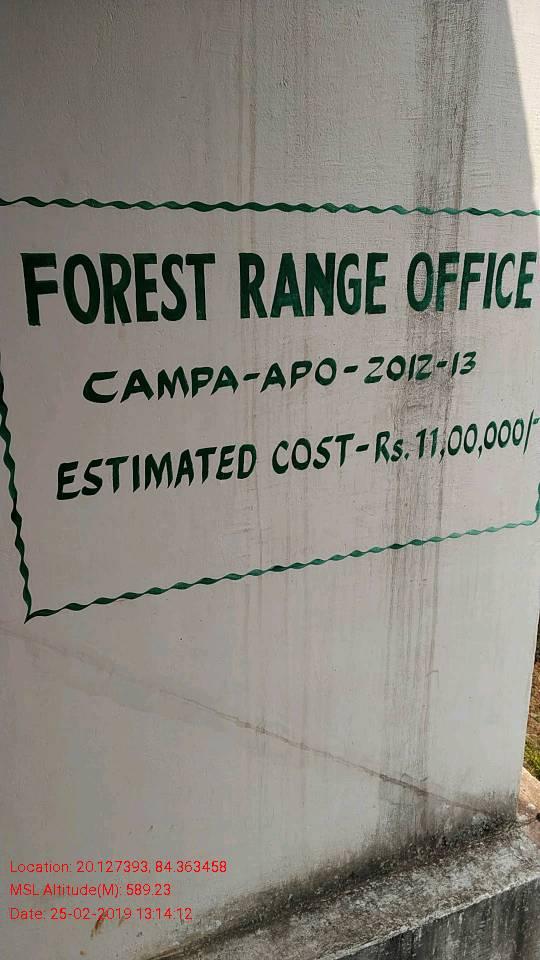 FOREST RANGE OFFICE
CAMPA-APO-2012-13
ESTIMATED COST-Rs.11,00,000/-
Location: 20.127393, 84.363458
MSL Altitude(M): 589.23
Date: 25-02-2019 13:14:12